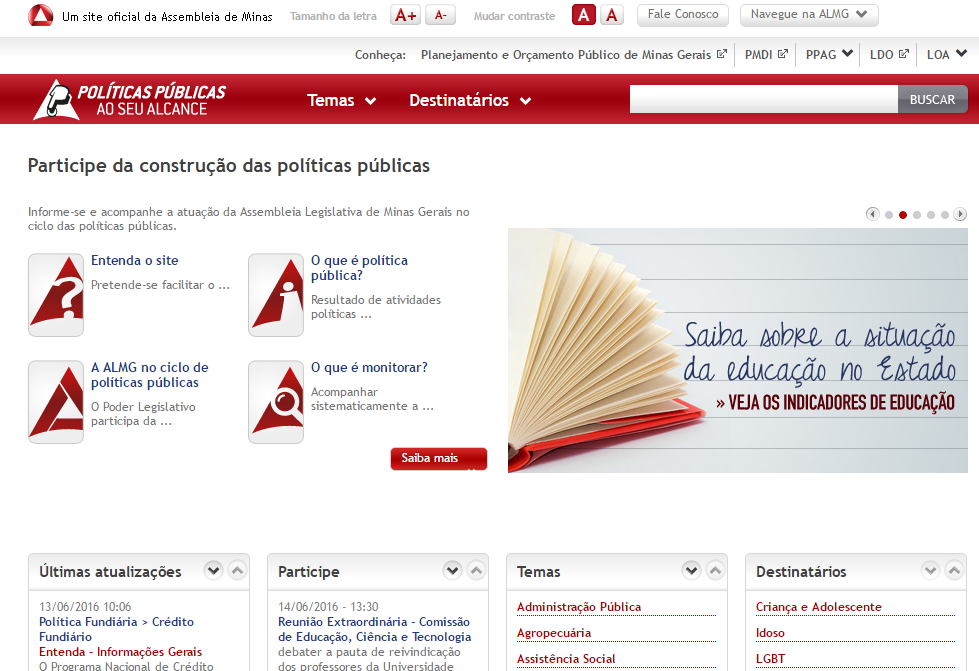 Um site oficial da Assembleia de Minas
Tamanho da letra A+ A-
Mudar contraste A A
Fale Conosco
Navegue na ALMG
Conheça: Planejamento e Orçamento Público de Minas Gerais PMDI PPAG LDO LOA
POLÍTICAS PÚBLICAS
AO SEU ALCANCE
Temas Destinatários
BUSCAR
Participe da construção das políticas públicas
Informe-se e acompanhe a atuação da Assembleia Legislativa de Minas Gerais no
ciclo das políticas públicas.
Entenda o site
Pretende-se facilitar o ...
O que é política
pública?
Resultado de atividades
políticas ...
A ALMG no ciclo de
políticas públicas
O Poder Legislativo
participa da ...
O que é monitorar?
Acompanhar
sistematicamente a ...
Saiba mais
Saiba sobre a situação
da educação no Estado
» VEJA OS INDICADORES DE EDUCAÇÃO
Últimas atualizações
13/06/2016 10:06
Política Fundiária > Crédito
Fundiário
Entenda - Informações Gerais
O Programa Nacional de Crédito
Participe
14/06/2016 - 13:30
Reunião Extraordinária - Comissão
de Educação, Ciência e Tecnologia
debater a pauta de reivindicação
dos professores da Universidade
Temas
Administração Pública
Agropecuária
Assistência Social
Destinatários
Criança e Adolescente
Idoso
LGBT